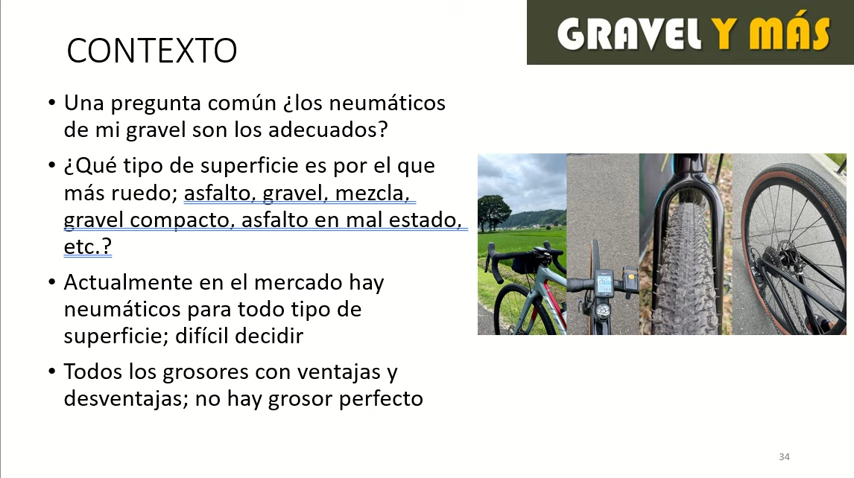 GRAVEL Y MÁS
CONTEXTO
• Una pregunta común ¿los neumáticos
de mi gravel son los adecuados?
• ¿Qué tipo de superficie es por el que
más ruedo; asfalto, gravel, mezcla,
gravel compacto, asfalto en mal estado,
etc.?
• Actualmente en el mercado hay
neumáticos para todo tipo de
superficie; difícil decidir
• Todos los grosores con ventajas y
desventajas; no hay grosor perfecto
34